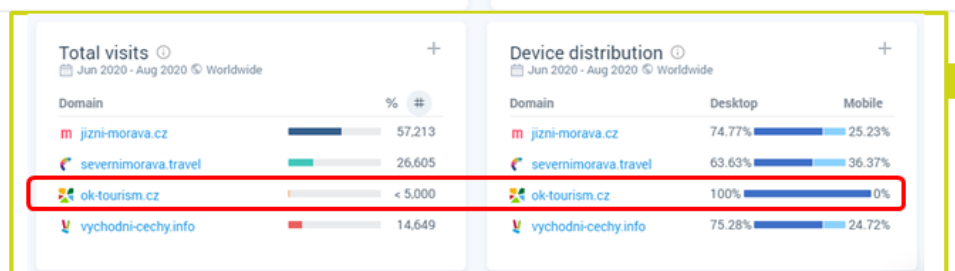 Total visits
Jun 2020 - Aug 2020 Worldwide
Domain % #
jizni-morava.cz 57,213
severnimorava.travel 26,605
ok-tourism.cz < 5,000
vychodni-cechy.info 14,649
Device distribution
Jun 2020 - Aug 2020 Worldwide
Domain Desktop Mobile
jizni-morava.cz 74.77% 25.23%
severnimorava.travel 63.63% 36.37%
ok-tourism.cz 100% 0%
vychodni-cechy.info 75.28% 24.72%